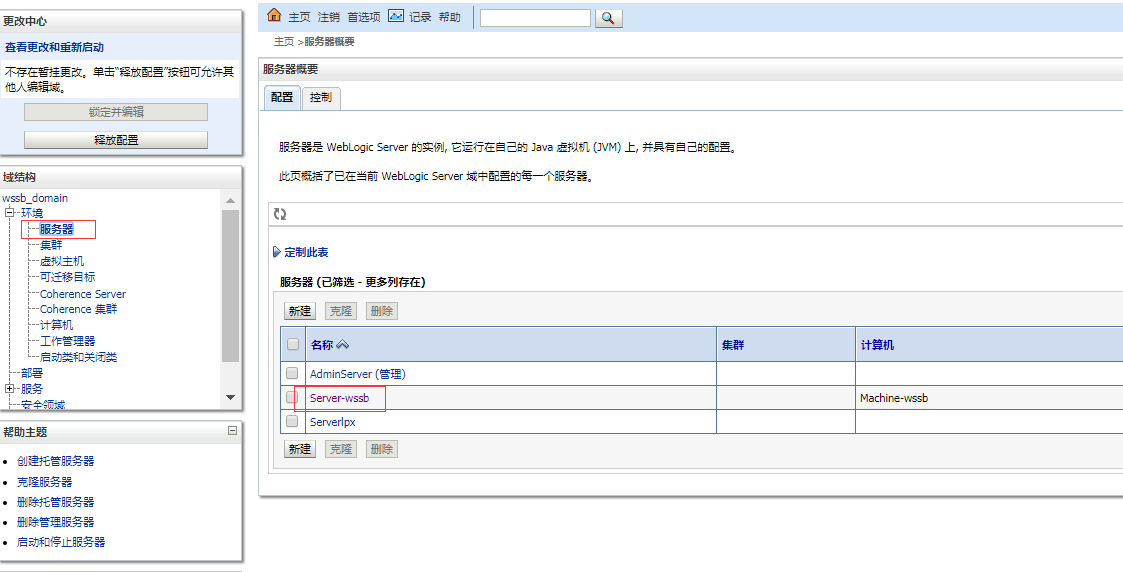 更改中心
查看更改和重新启动
不存在暂挂更改。单击“释放配置”按钮可允许其
他人编辑域。
锁定并编辑
释放配置
域结构
wssb_domain
环境
服务器
集群
虚拟主机
可迁移目标
Coherence Server
Coherence 集群
计算机
工作管理器
启动类和关闭类
部署
服务
安全领域
帮助主题
创建托管服务器
克隆服务器
删除托管服务器
删除管理服务器
启动和停止服务器
主页 注销 首选项 记录 帮助
主页 >服务器概要
服务器概要
配置 控制
服务器是 WebLogic Server 的实例, 它运行在自己的 Java 虚拟机 (JVM) 上, 并具有自己的配置。
此页概括了已在当前 WebLogic Server 域中配置的每一个服务器。
定制此表
服务器 (已筛选 - 更多列存在)
新建 克隆 删除
名称 集群 计算机
AdminServer (管理)
Server-wssb Machine-wssb
Serverlpx
新建 克隆 删除